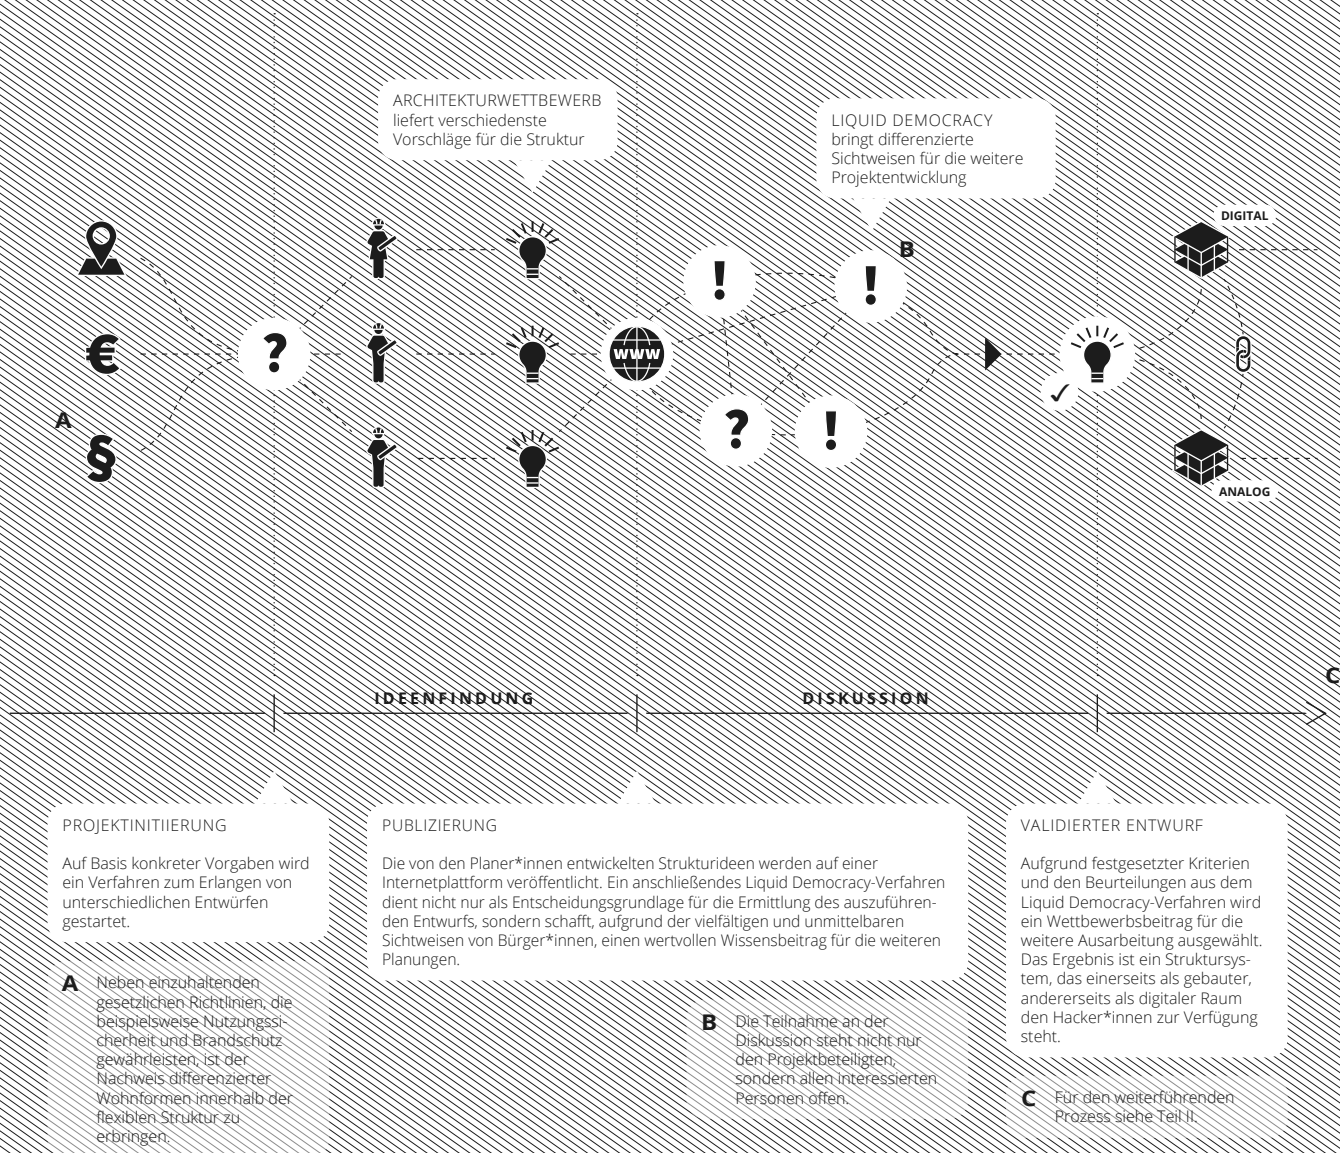 ARCHITEKTURWETTBEWERB
liefert verschiedenste
Vorschläge für die Struktur
LIQUID DEMOCRACY
bringt differenzierte
Sichtweisen für die weitere
Projektentwicklung
DIGITAL
B
!
!
€
?
www
A
§
?
!
ANALOG
C
IDEENFINDUNG
DISKUSSION
PROJEKTINITIIERUNG
Auf Basis konkreter Vorgaben wird
ein Verfahren zum Erlangen von
unterschiedlichen Entwürfen
gestartet.
A
Neben einzuhaltenden
gesetzlichen Richtlinien, die
beispielsweise Nutzungssi-
cherheit und Brandschutz
gewährleisten, ist der
Nachweis differenzierter
Wohnformen innerhalb der
flexiblen Struktur zu
erbringen.
PUBLIZIERUNG
Die von den Planer*innen entwickelten Strukturideen werden auf einer
Internetplattform veröffentlicht. Ein anschließendes Liquid Democracy-Verfahren
dient nicht nur als Entscheidungsgrundlage für die Ermittlung des auszuführen-
den Entwurfs, sondern schafft, aufgrund der vielfältigen und unmittelbaren
Sichtweisen von Bürger*innen, einen wertvollen Wissensbeitrag für die weiteren
Planungen.
B
Die Teilnahme an der
Diskussion steht nicht nur
den Projektbeteiligten,
sondern allen interessierten
Personen offen.
VALIDIERTER ENTWURF
Aufgrund festgesetzter Kriterien
und den Beurteilungen aus dem
Liquid Democracy-Verfahren wird
ein Wettbewerbsbeitrag für die
weitere Ausarbeitung ausgewählt.
Das Ergebnis ist ein Struktursys-
tem, das einerseits als gebauter,
andererseits als digitaler Raum
den Hacker*innen zur Verfügung
steht.
C
Für den weiterführenden
Prozess siehe Teil II.